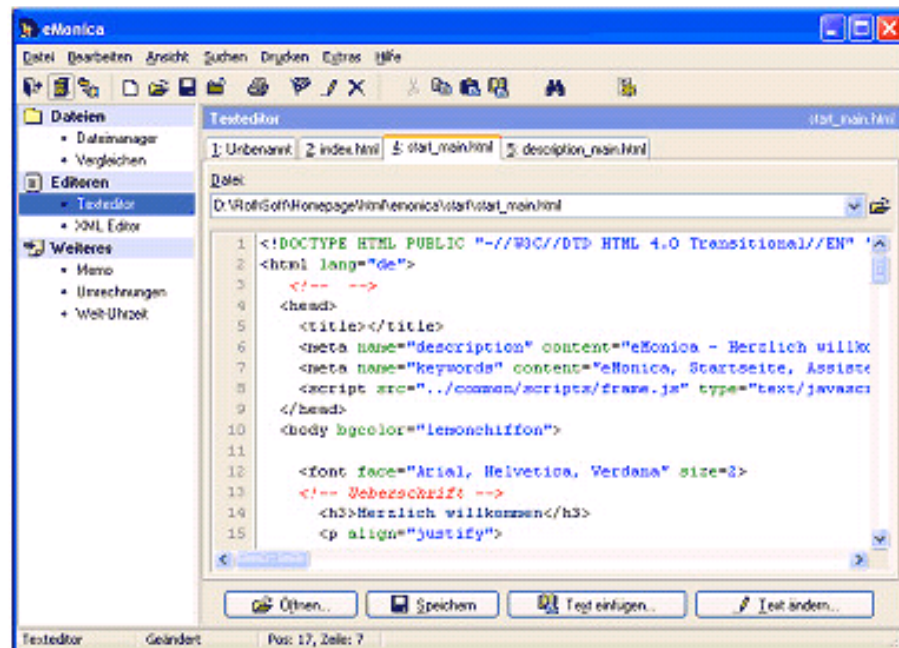 eMonica
Datei Bearbeiten Ansicht Suchen Drucken Extras Hilfe
Dateien
Dateimanager
Vergleichen
Editoren
Texteditor
XML Editor
Weiteres
Memo
Umrechnungen
Welt-Uhrzeit
Texteditor start_main.html
1: Unbenannt 2: index.html 4: start_main.html 5: description_main.html
Datei:
D:\RothSoft\Homepage\html\emonica\start\start_main.html
1 <!DOCTYPE HTML PUBLIC "-//W3C//DTD HTML 4.0 Transitional//EN" "
2 <html lang="de">
3 <!-- -->
4 <head>
5 <title></title>
6 <meta name="description" content="eMonica - Herzlich willko
7 <meta name="keywords" content="eMonica, Startseite, Assiste
8 <script src="../common/scripts/frame.js" type="text/javascr
9 </head>
10 <body bgcolor="lemonchiffon">
11
12 <font face="Arial, Helvetica, Verdana" size=2>
13 <!-- Ueberschrift -->
14 <h3>Herzlich willkommen</h3>
15 <p align="justify">
Öffnen... Speichern Text einfügen... Text ändern...
Texteditor Geändert Pos: 17, Zeile: 7